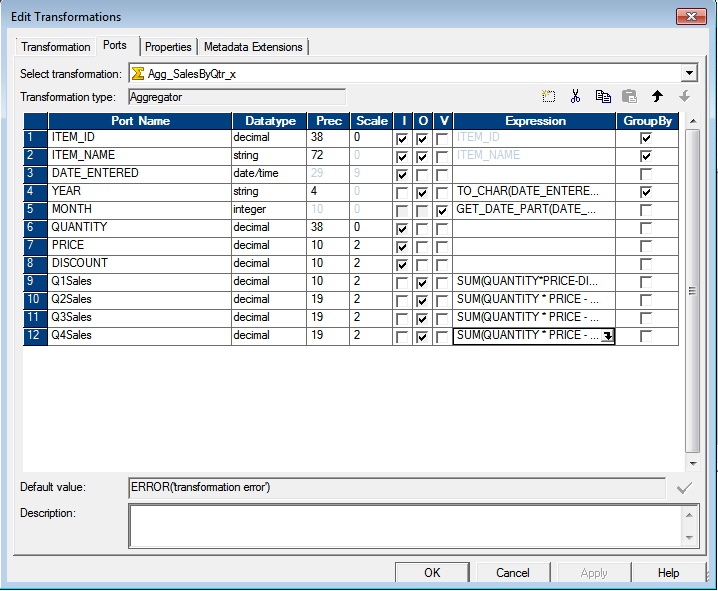 Edit Transformations
Transformation Ports Properties Metadata Extensions
Select transformation: Agg_SalesByQtr_x
Transformation type: Aggregator
Port Name Datatype Prec Scale I O V Expression GroupBy
1 ITEM_ID decimal 38 0 ITEM_ID
2 ITEM_NAME string 72 0 ITEM_NAME
3 DATE_ENTERED date/time 29 9
4 YEAR string 4 0 TO_CHAR(DATE_ENTERE...
5 MONTH integer 10 0 GET_DATE_PART(DATE_...
6 QUANTITY decimal 38 0
7 PRICE decimal 10 2
8 DISCOUNT decimal 10 2
9 Q1Sales decimal 10 2 SUM(QUANTITY*PRICE-DI...
10 Q2Sales decimal 19 2 SUM(QUANTITY * PRICE - ...
11 Q3Sales decimal 19 2 SUM(QUANTITY * PRICE - ...
12 Q4Sales decimal 19 2 SUM(QUANTITY * PRICE - ...
Default value: ERROR('transformation error')
Description:
OK Cancel Apply Help